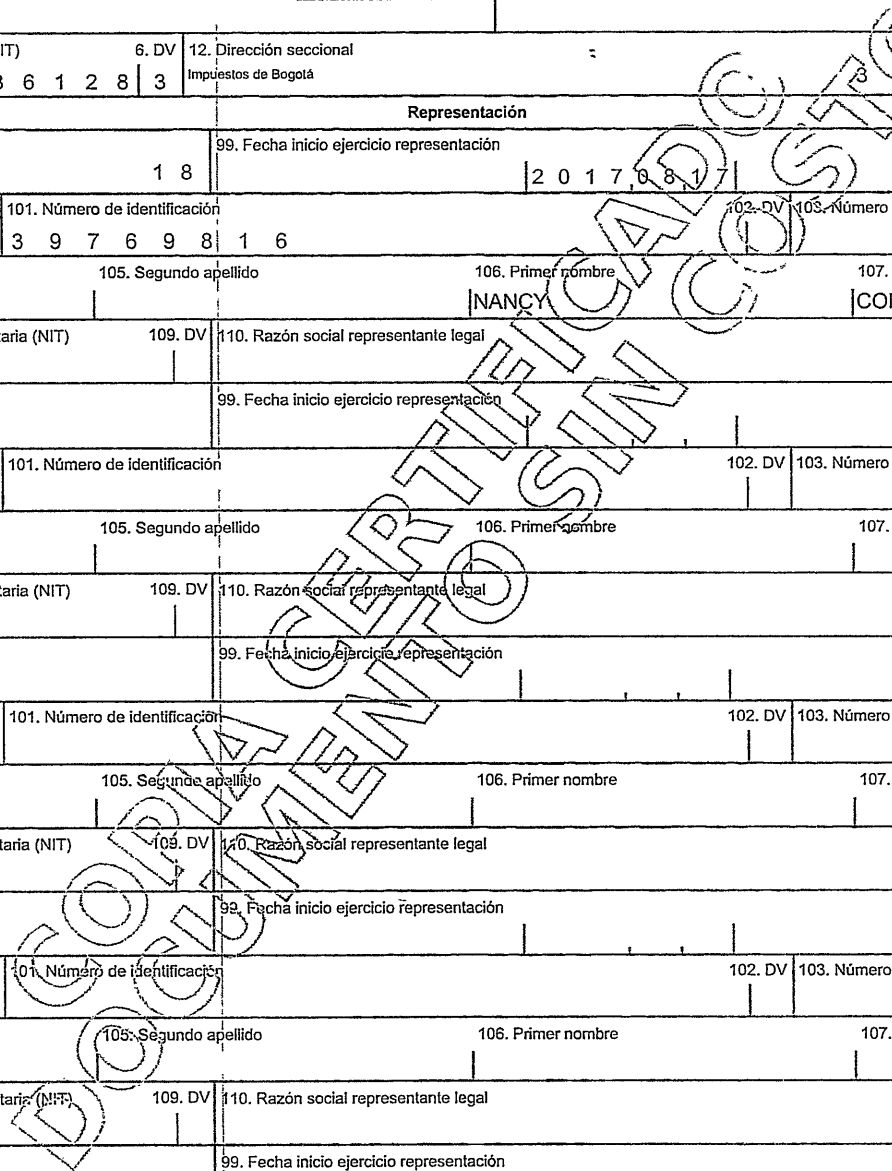 IT) 6. DV 12. Dirección seccional
6 1 2 8 3 Impuestos de Bogotá 3
Representación
99. Fecha inicio ejercicio representación
1 8 2 0 1 7 0 8 1 7
101. Número de identificación 102. DV 103. Número
3 9 7 6 9 8 1 6
105. Segundo apellido 106. Primer nombre 107.
NANCY
taria (NIT) 109. DV 110. Razón social representante legal
99. Fecha inicio ejercicio representación
101. Número de identificación 102. DV 103. Número
105. Segundo apellido 106. Primer nombre 107.
taria (NIT) 109. DV 110. Razón social representante legal
99. Fecha inicio ejercicio representación
101. Número de identificación 102. DV 103. Número
105. Segundo apellido 106. Primer nombre 107.
taria (NIT) 109. DV 110. Razón social representante legal
99. Fecha inicio ejercicio representación
101. Número de identificación 102. DV 103. Número
105. Segundo apellido 106. Primer nombre 107.
taria (NIT) 109. DV 110. Razón social representante legal
99. Fecha inicio ejercicio representación
COPIA CERTIFICADO
DOCUMENTO SIN COSTO